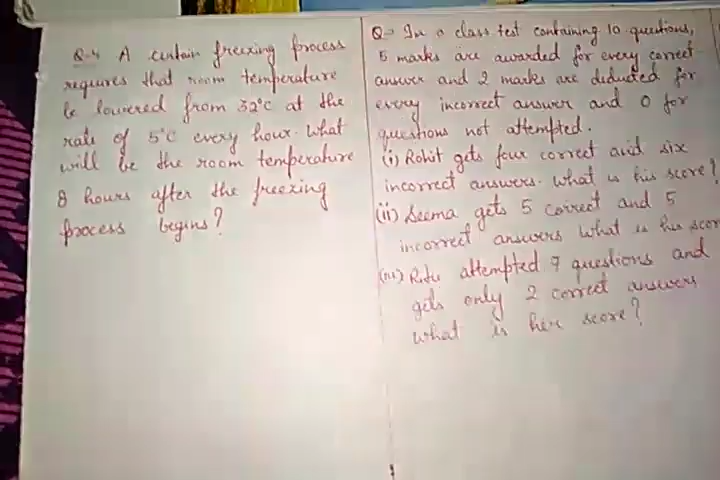 Q.4 A certain freezing process
requires that room temperature
be lowered from 32°C at the
rate of 5°C every hour. What
will be the room temperature
8 hours after the freezing
process begins?
Q- In a class test containing 10 questions,
5 marks are awarded for every correct
answer and 2 marks are deducted for
every incorrect answer and 0 for
questions not attempted.
(i) Rohit gets four correct and six
incorrect answers. What is his score?
(ii) Seema gets 5 correct and 5
incorrect answers What is his scor
(iii) Ritu attempted 7 questions and
gets only 2 correct answers
What is her score?